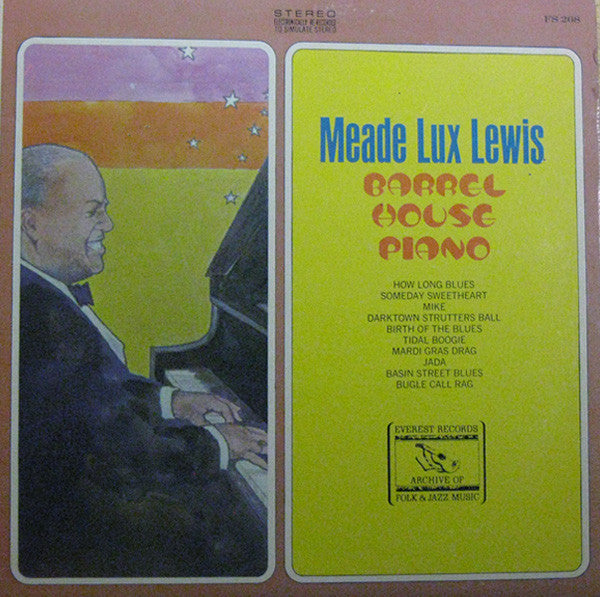 STEREO
ELECTRONICALLY RE-RECORDED
TO SIMULATE STEREO
FS 208
Meade Lux Lewis
BARREL
HOUSE
PIANO
HOW LONG BLUES
SOMEDAY SWEETHEART
MIKE
DARKTOWN STRUTTERS BALL
BIRTH OF THE BLUES
TIDAL BOOGIE
MARDI GRAS DRAG
JADA
BASIN STREET BLUES
BUGLE CALL RAG
EVEREST RECORDS
ARCHIVE OF
FOLK & JAZZ MUSIC